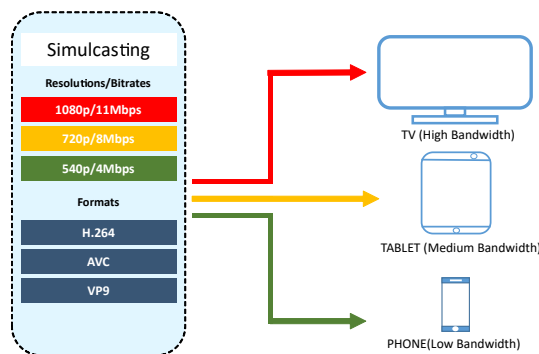 Simulcasting
Resolutions/Bitrates
1080p/11Mbps
720p/8Mbps
540p/4Mbps
Formats
H.264
AVC
VP9
TV (High Bandwidth)
TABLET (Medium Bandwidth)
PHONE(Low Bandwidth)